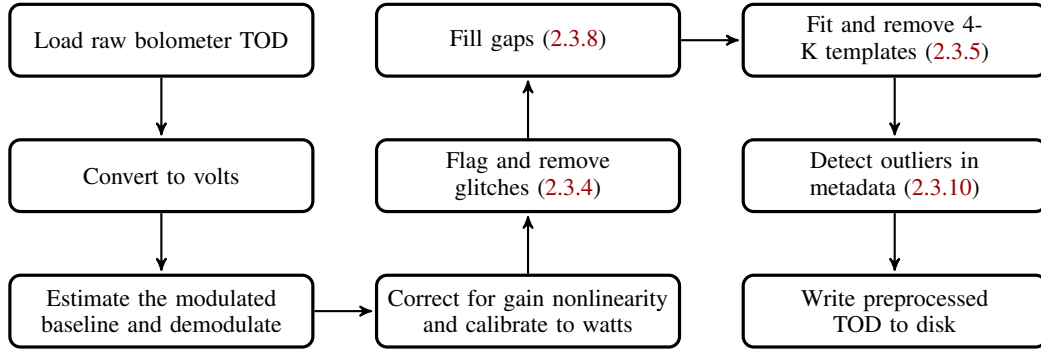 Load raw bolometer TOD
Convert to volts
Estimate the modulated
baseline and demodulate
Correct for gain nonlinearity
and calibrate to watts
Flag and remove
glitches (2.3.4)
Fill gaps (2.3.8)
Fit and remove 4-
K templates (2.3.5)
Detect outliers in
metadata (2.3.10)
Write preprocessed
TOD to disk